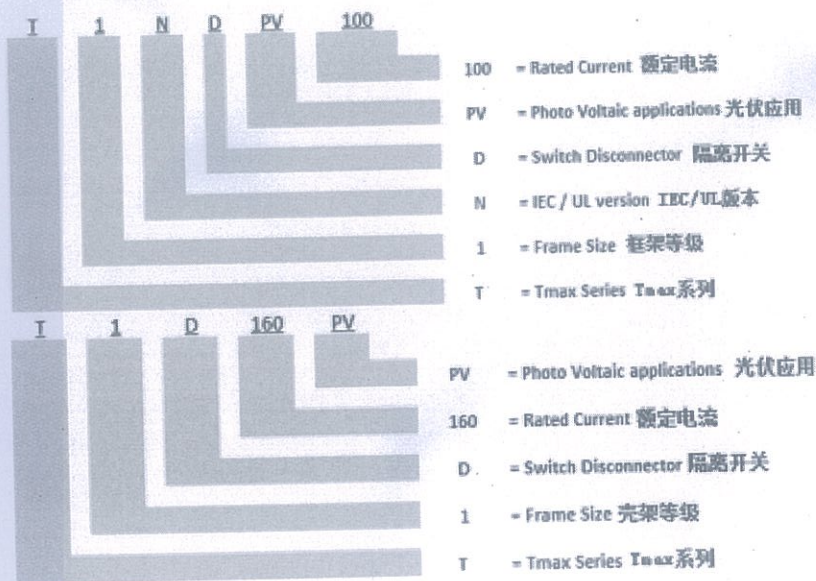 T 1 N D PV 100
100 = Rated Current 额定电流
PV = Photo Voltaic applications 光伏应用
D = Switch Disconnector 隔离开关
N = IEC / UL version IEC/UL版本
1 = Frame Size 框架等级
T = Tmax Series Tmax系列
T 1 D 160 PV
PV = Photo Voltaic applications 光伏应用
160 = Rated Current 额定电流
D = Switch Disconnector 隔离开关
1 = Frame Size 壳架等级
T = Tmax Series Tmax系列